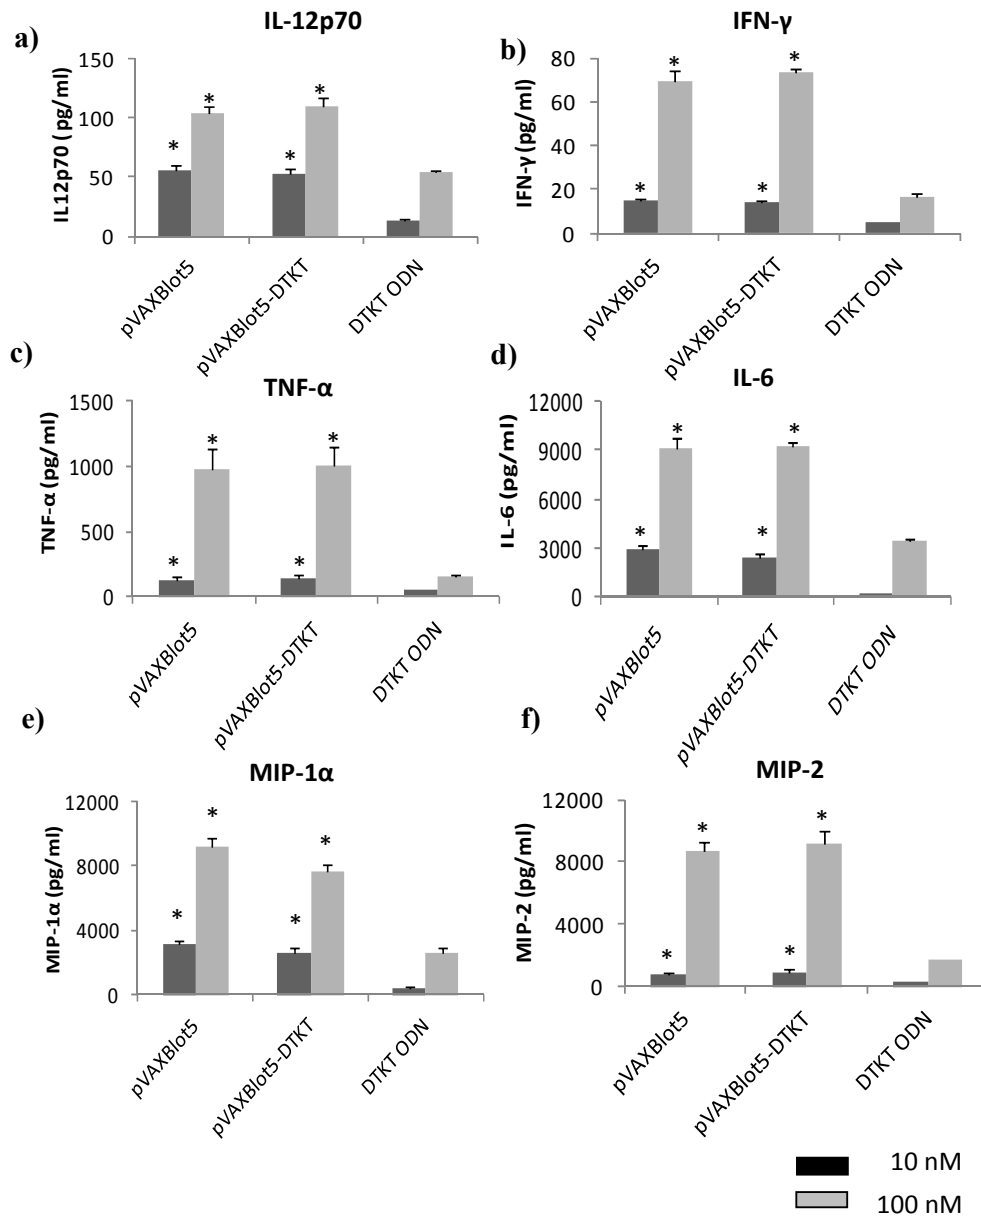 a)
IL-12p70
IL12p70 (pg/ml)
150
100
50
0
*
*
*
*
pVAXBlot5
pVAXBlot5-DTKT
DTKT ODN
b)
IFN-γ
IFN-γ (pg/ml)
80
60
40
20
0
*
*
*
*
pVAXBlot5
pVAXBlot5-DTKT
DTKT ODN
c)
TNF-α
TNF-α (pg/ml)
1500
1000
500
0
*
*
*
*
pVAXBlot5
pVAXBlot5-DTKT
DTKT ODN
d)
IL-6
IL-6 (pg/ml)
12000
9000
6000
3000
0
*
*
*
*
pVAXBlot5
pVAXBlot5-DTKT
DTKT ODN
e)
MIP-1α
MIP-1α (pg/ml)
12000
8000
4000
0
*
*
*
*
pVAXBlot5
pVAXBlot5-DTKT
DTKT ODN
f)
MIP-2
MIP-2 (pg/ml)
12000
8000
4000
0
*
*
*
*
pVAXBlot5
pVAXBlot5-DTKT
DTKT ODN
10 nM
100 nM